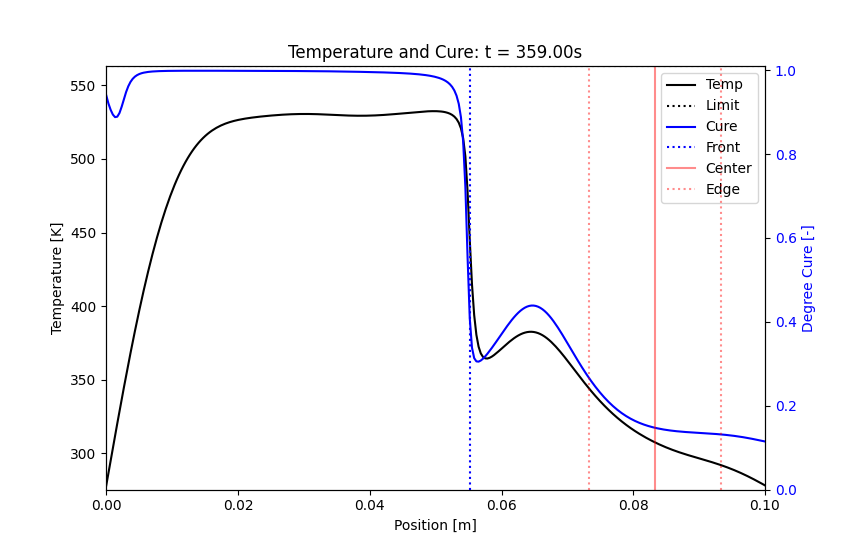 Temperature and Cure: t = 359.00s
Temperature [K]
550
500
450
400
350
300
Temp
Limit
Cure
Front
Center
Edge
1.0
0.8
0.6
0.4
0.2
0.0
Degree Cure [-]
0.00
0.02
0.04
0.06
0.08
0.10
Position [m]